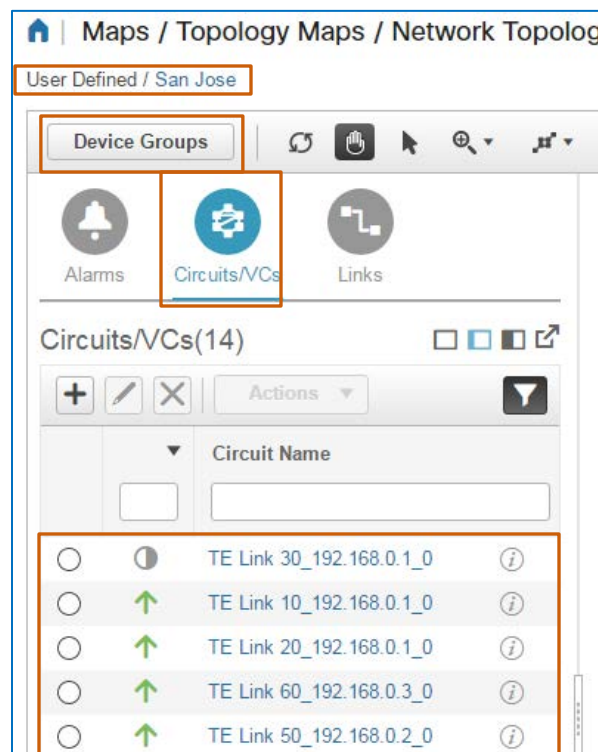 Maps / Topology Maps / Network Topolog
User Defined / San Jose
Device Groups
Alarms
Circuits/VCs
Links
Circuits/VCs(14)
Actions
Circuit Name
TE Link 30_192.168.0.1_0
TE Link 10_192.168.0.1_0
TE Link 20_192.168.0.1_0
TE Link 60_192.168.0.3_0
TE Link 50_192.168.0.2_0